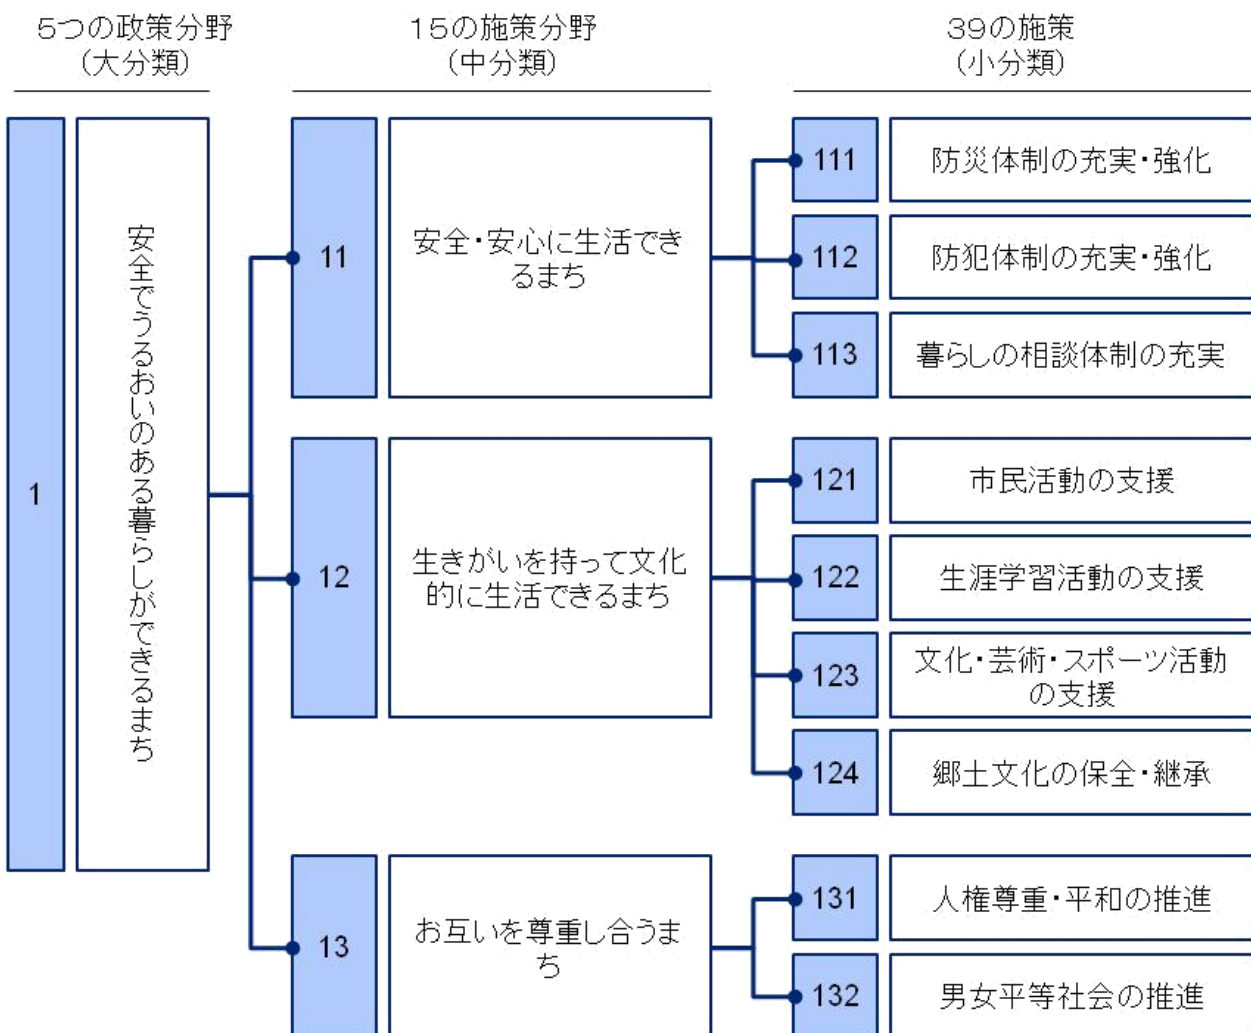 5つの政策分野
(大分類)
15の施策分野
(中分類)
39の施策
(小分類)
1
安全でうるおいのある暮らしができるまち
11
安全・安心に生活でき
るまち
111
防災体制の充実・強化
112
防犯体制の充実・強化
113
暮らしの相談体制の充実
12
生きがいを持って文化
的に生活できるまち
121
市民活動の支援
122
生涯学習活動の支援
123
文化・芸術・スポーツ活動
の支援
124
郷土文化の保全・継承
13
お互いを尊重し合うま
ち
131
人権尊重・平和の推進
132
男女平等社会の推進